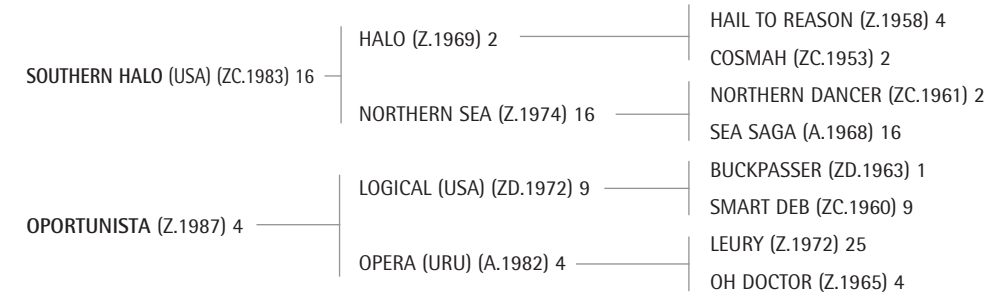 HAIL TO REASON (Z.1958) 4
HALO (Z.1969) 2
COSMAH (ZC.1953) 2
SOUTHERN HALO (USA) (ZC.1983) 16
NORTHERN DANCER (ZC.1961) 2
NORTHERN SEA (Z.1974) 16
SEA SAGA (A.1968) 16
BUCKPASSER (ZD.1963) 1
LOGICAL (USA) (ZD.1972) 9
SMART DEB (ZC.1960) 9
OPORTUNISTA (Z.1987) 4
LEURY (Z.1972) 25
OPERA (URU) (A.1982) 4
OH DOCTOR (Z.1965) 4